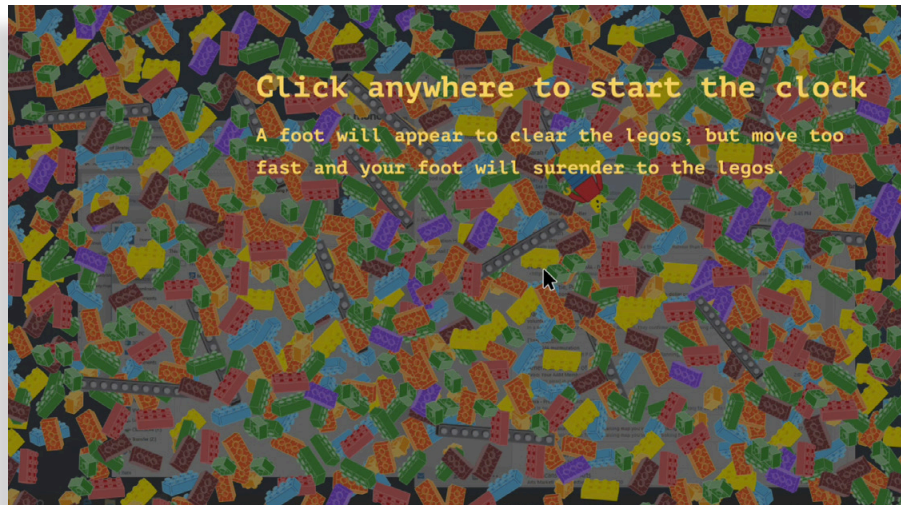 Click anywhere to start the clock
A foot will appear to clear the legos, but move too
fast and your foot will surender to the legos.